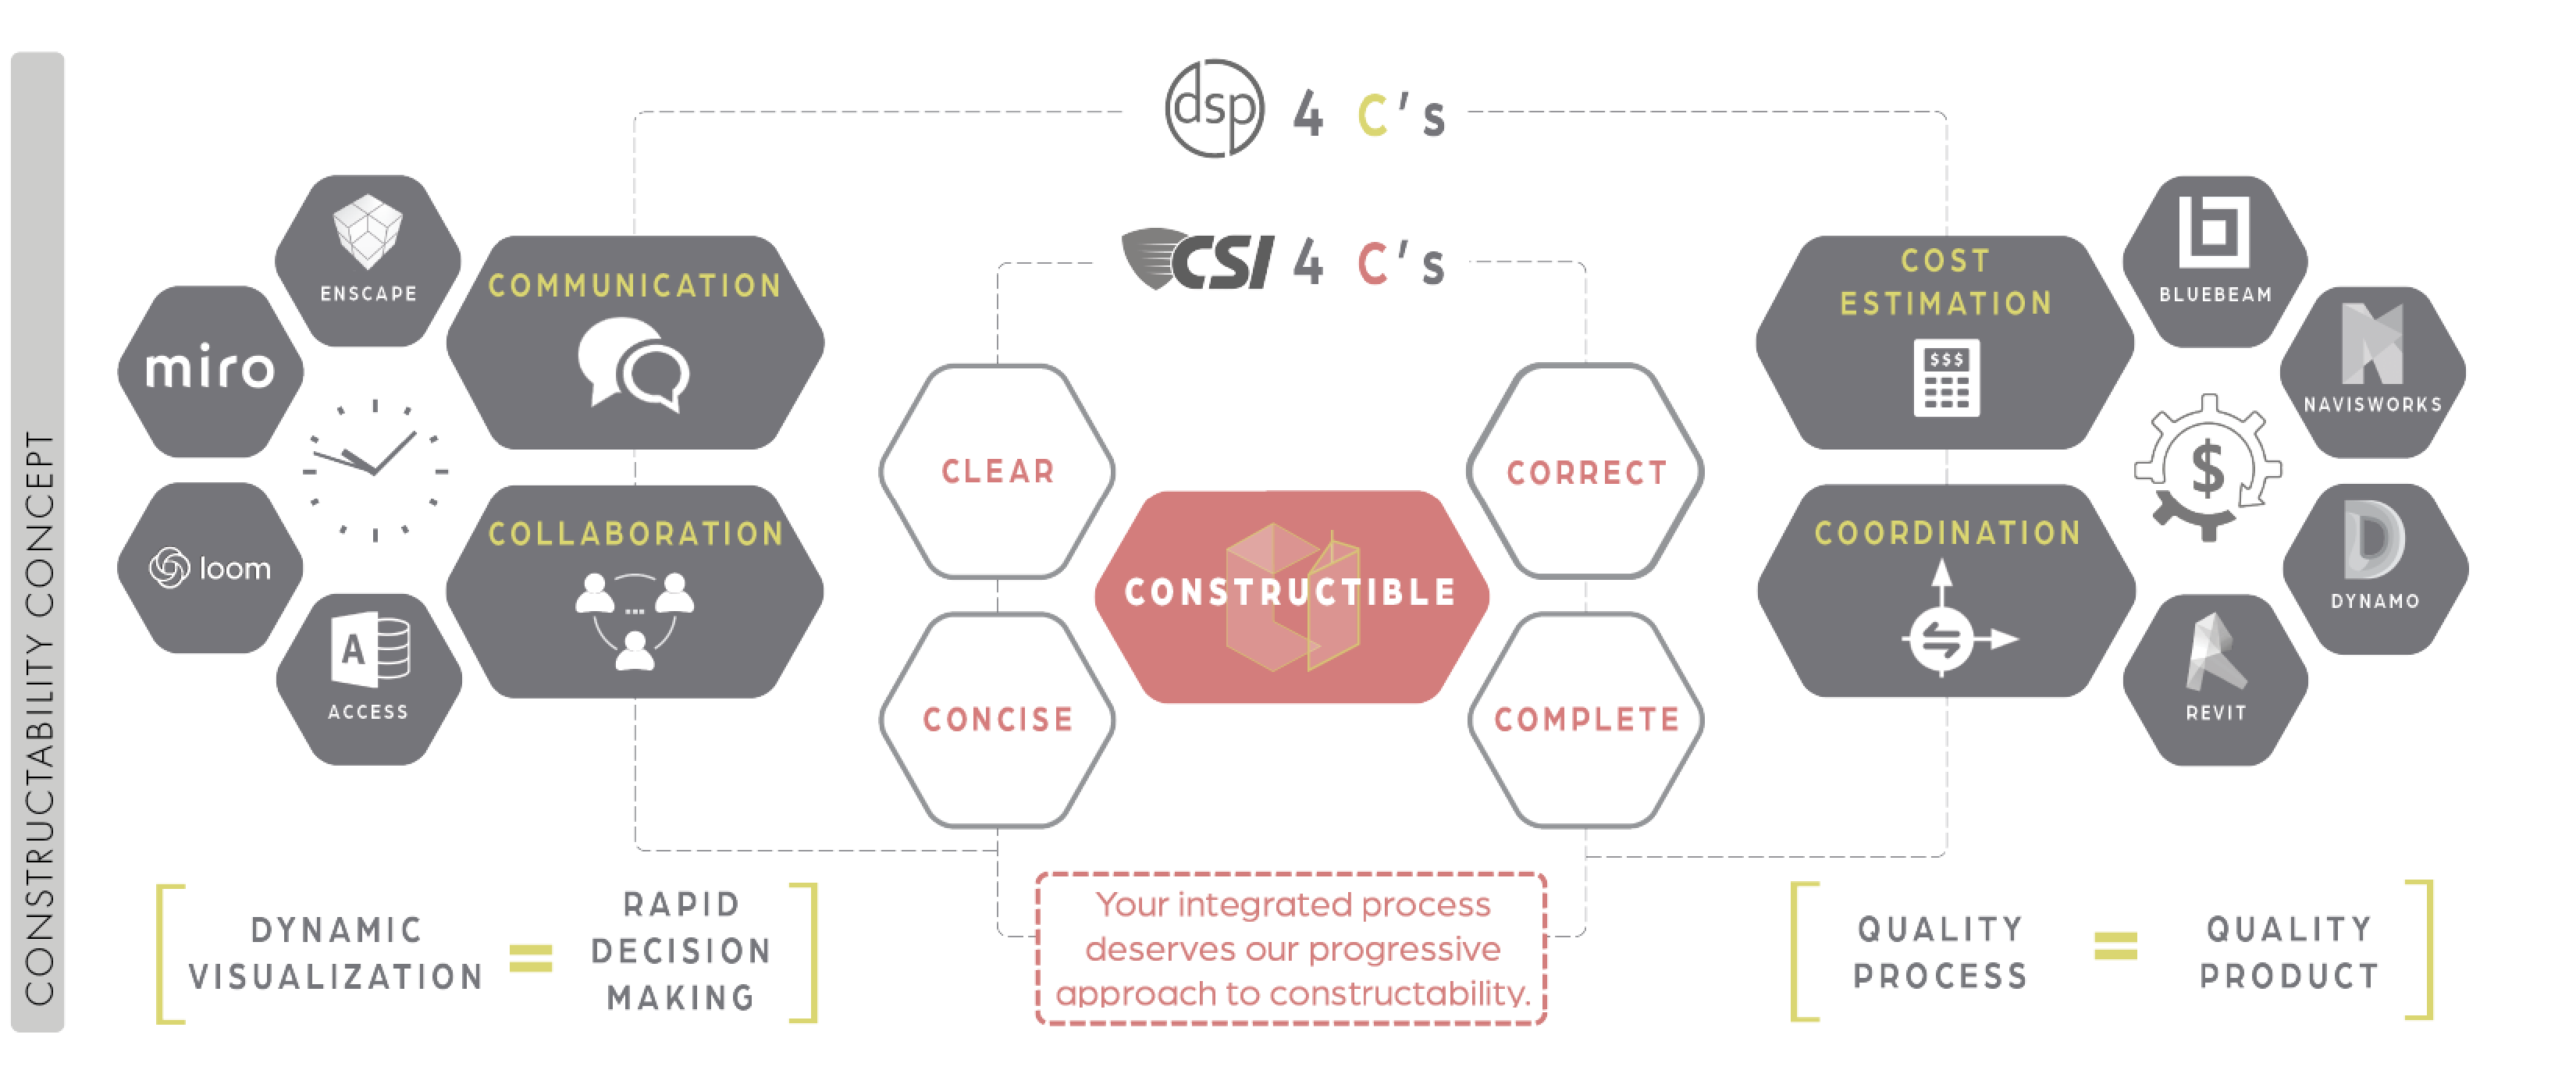 CONSTRUCTABILITY CONCEPT
dsp 4 C's
CSI 4 C's
ENSCAPE
miro
loom
A
ACCESS
COMMUNICATION
COLLABORATION
...
CLEAR
CONCISE
CONSTRUCTIBLE
CORRECT
COMPLETE
COST
ESTIMATION
$$$
COORDINATION
BLUEBEAM
NAVISWORKS
$
DYNAMO
REVIT
DYNAMIC
VISUALIZATION
=
RAPID
DECISION
MAKING
Your integrated process
deserves our progressive
approach to constructability.
QUALITY
PROCESS
=
QUALITY
PRODUCT